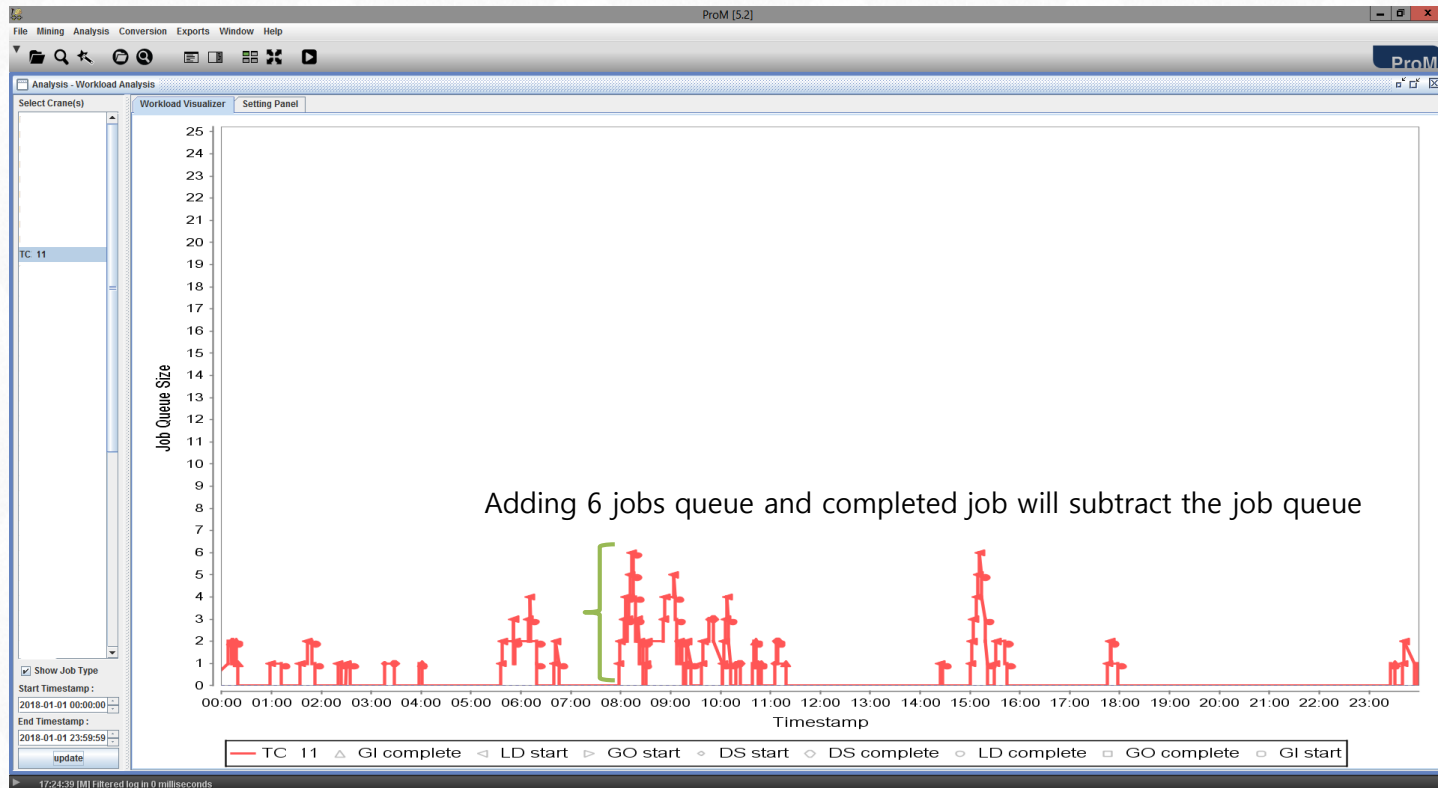 ProM [5.2]
File Mining Analysis Conversion Exports Window Help
ProM
Analysis - Workload Analysis
Select Crane(s)
Workload Visualizer Setting Panel
TC 11
Show Job Type
Start Timestamp :
2018-01-01 00:00:00
End Timestamp :
2018-01-01 23:59:59
update
Job Queue Size
25
24
23
22
21
20
19
18
17
16
15
14
13
12
11
10
9
8
7
6
5
4
3
2
1
0
Adding 6 jobs queue and completed job will subtract the job queue
00:00 01:00 02:00 03:00 04:00 05:00 06:00 07:00 08:00 09:00 10:00 11:00 12:00 13:00 14:00 15:00 16:00 17:00 18:00 19:00 20:00 21:00 22:00 23:00
Timestamp
TC 11 GI complete LD start GO start DS start DS complete LD complete GO complete GI start
17:24:39 [M] Filtered log in 0 milliseconds